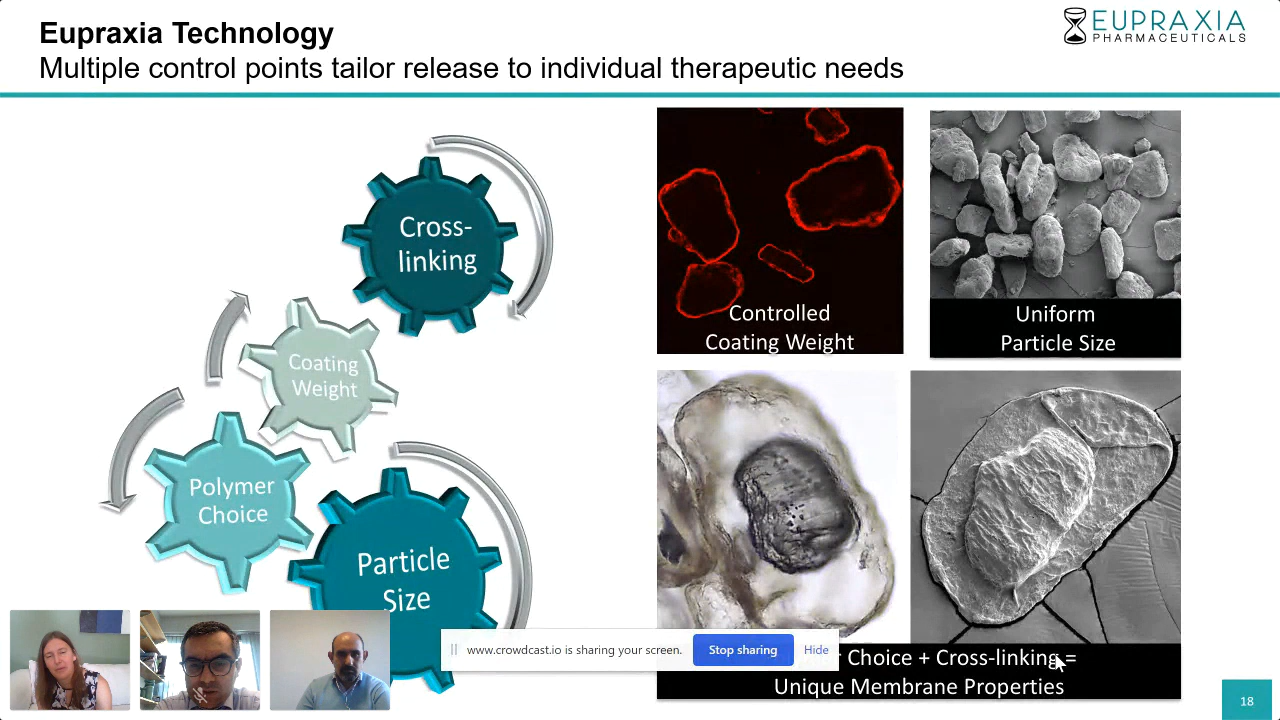 Eupraxia Technology
Multiple control points tailor release to individual therapeutic needs
EUPRAXIA
PHARMACEUTICALS
Cross-
linking
Coating
Weight
Polymer
Choice
Particle
Size
Controlled
Coating Weight
Uniform
Particle Size
www.crowdcast.io is sharing your screen.
Stop sharing
Hide
Choice + Cross-linking =
Unique Membrane Properties
18